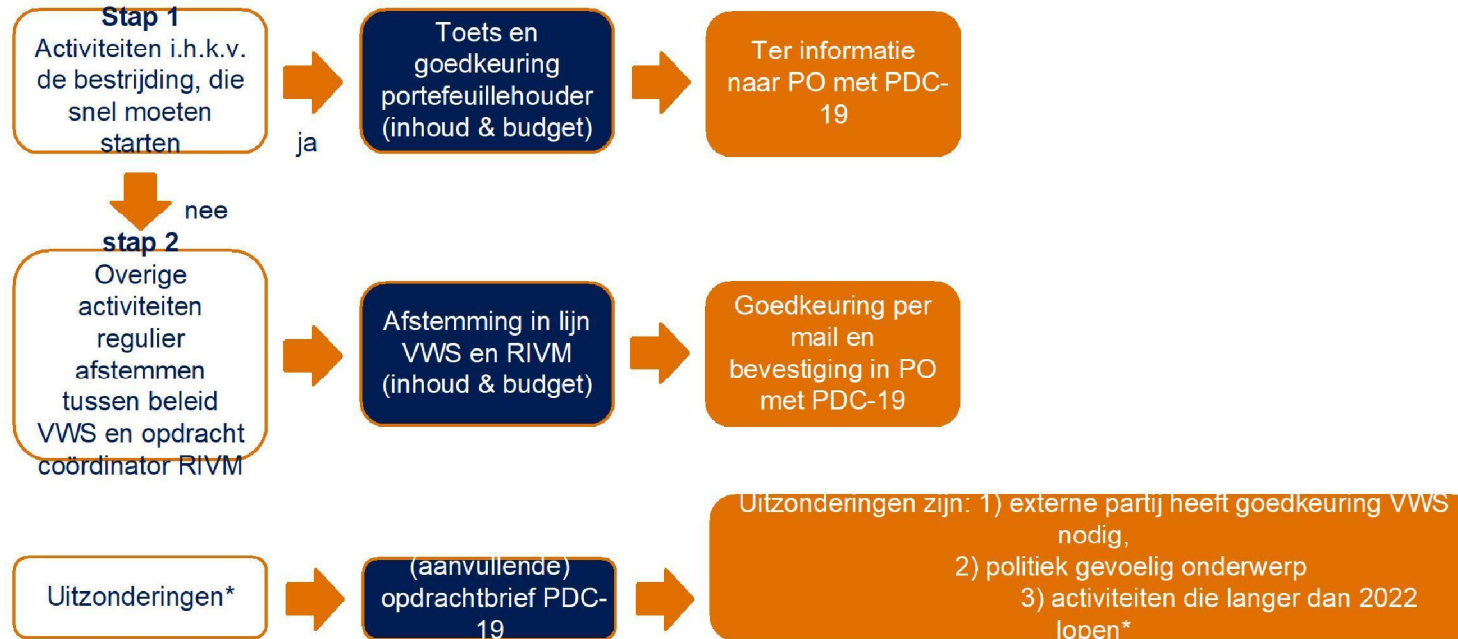 Stap 1
Activiteiten i.h.k.v.
de bestrijding, die
snel moeten
starten
ja
Toets en
goedkeuring
portefeuillehouder
(inhoud & budget)
Ter informatie
naar PO met PDC-
19
nee
stap 2
Overige
activiteiten
regulier
afstemmen
tussen beleid
VWS en opdracht
coördinator RIVM
Afstemming in lijn
VWS en RIVM
(inhoud & budget)
Goedkeuring per
mail en
bevestiging in PO
met PDC-19
Uitzonderingen*
(aanvullende)
opdrachtbrief PDC-
19
Uitzonderingen zijn: 1) externe partij heeft goedkeuring VWS
nodig,
2) politiek gevoelig onderwerp
3) activiteiten die langer dan 2022
lopen*